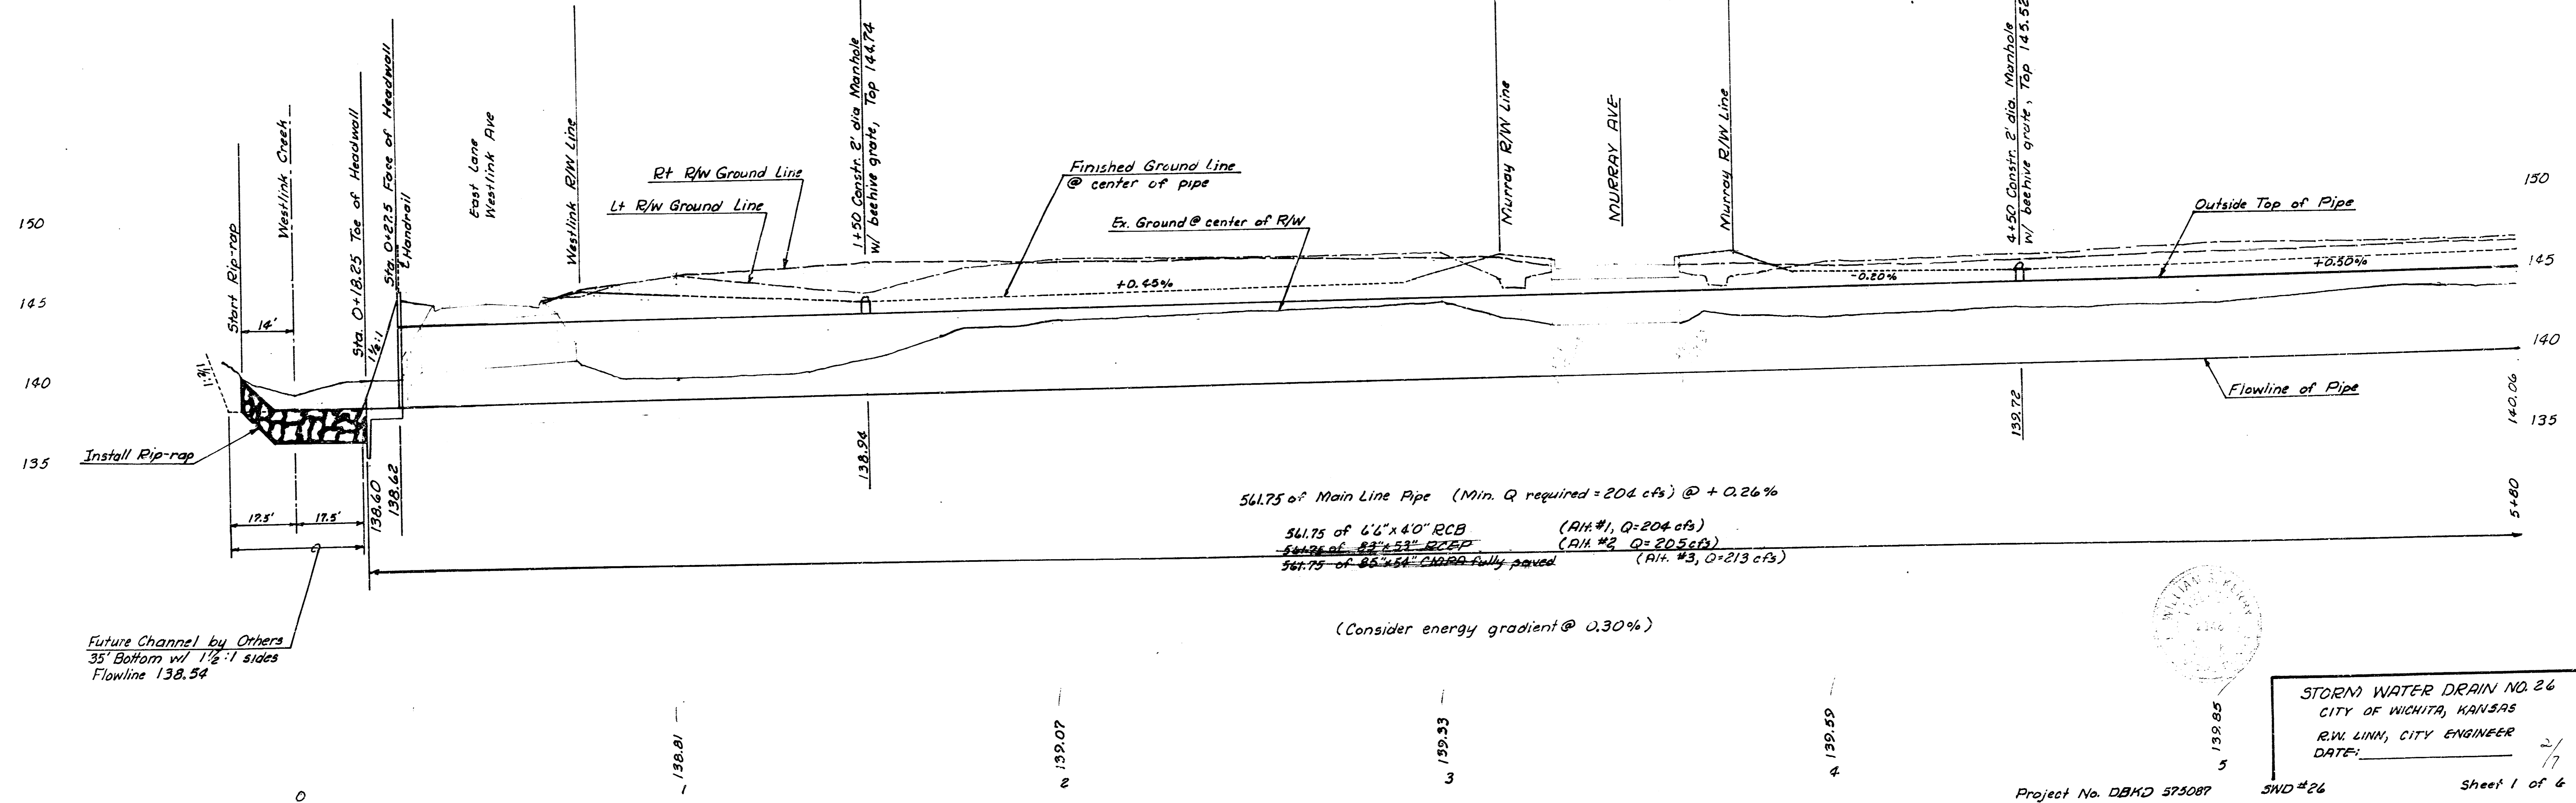 Start Rip-rap
Westlink Creek
Sta. 0+18.25 Toe of Headwall
Sta. 0+22.5 Face of Headwall
Handrail
East Lane
Westlink Ave
Westlink R/W Line
1+50 Constr. 2' dia Manhole
w/ beehive grate, Top 144.74
Murray R/W Line
MURRAY AVE
Murray R/W Line
4+50 Constr. 2' dia. Manhole
w/ beehive grate, Top 145.52
Rt R/W Ground Line
Lt R/W Ground Line
Finished Ground Line
@ center of pipe
Ex. Ground @ center of R/W
Outside Top of Pipe
150
145
140
135
150
145
140
135
14'
1½:1
1½:1
+0.45%
-0.20%
+0.50%
Flowline of Pipe
Install Rip-rap
17.5'
17.5'
138.60
138.62
138.94
139.72
140.06
5+80
561.75 of Main Line Pipe (Min. Q required = 204 cfs) @ + 0.26%
561.75 of 6'6" x 4'0" RCB (Alt. #1, Q=204 cfs)
561.75 of 83" x 53" RCEP (Alt. #2, Q=205 cfs)
561.75 of 85" x 54" CMPA fully paved (Alt. #3, Q=213 cfs)
(Consider energy gradient @ 0.30%)
Future Channel by Others
35' Bottom w/ 1½:1 sides
Flowline 138.54
138.81
139.07
139.33
139.59
139.85
0
1
2
3
4
5
STORM WATER DRAIN NO. 26
CITY OF WICHITA, KANSAS
R.W. LINN, CITY ENGINEER
DATE:
2/7
Project No. DBKD 575087
SWD #26
Sheet 1 of 6